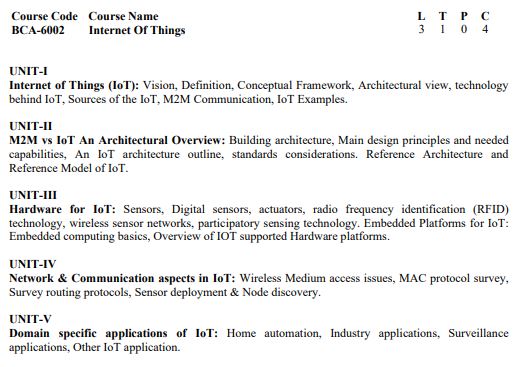 Course Code Course Name L T P C
BCA-6002 Internet Of Things 3 1 0 4
UNIT-I
Internet of Things (IoT): Vision, Definition, Conceptual Framework, Architectural view, technology
behind IoT, Sources of the IoT, M2M Communication, IoT Examples.
UNIT-II
M2M vs IoT An Architectural Overview: Building architecture, Main design principles and needed
capabilities, An IoT architecture outline, standards considerations. Reference Architecture and
Reference Model of IoT.
UNIT-III
Hardware for IoT: Sensors, Digital sensors, actuators, radio frequency identification (RFID)
technology, wireless sensor networks, participatory sensing technology. Embedded Platforms for IoT:
Embedded computing basics, Overview of IOT supported Hardware platforms.
UNIT-IV
Network & Communication aspects in IoT: Wireless Medium access issues, MAC protocol survey,
Survey routing protocols, Sensor deployment & Node discovery.
UNIT-V
Domain specific applications of IoT: Home automation, Industry applications, Surveillance
applications, Other IoT application.